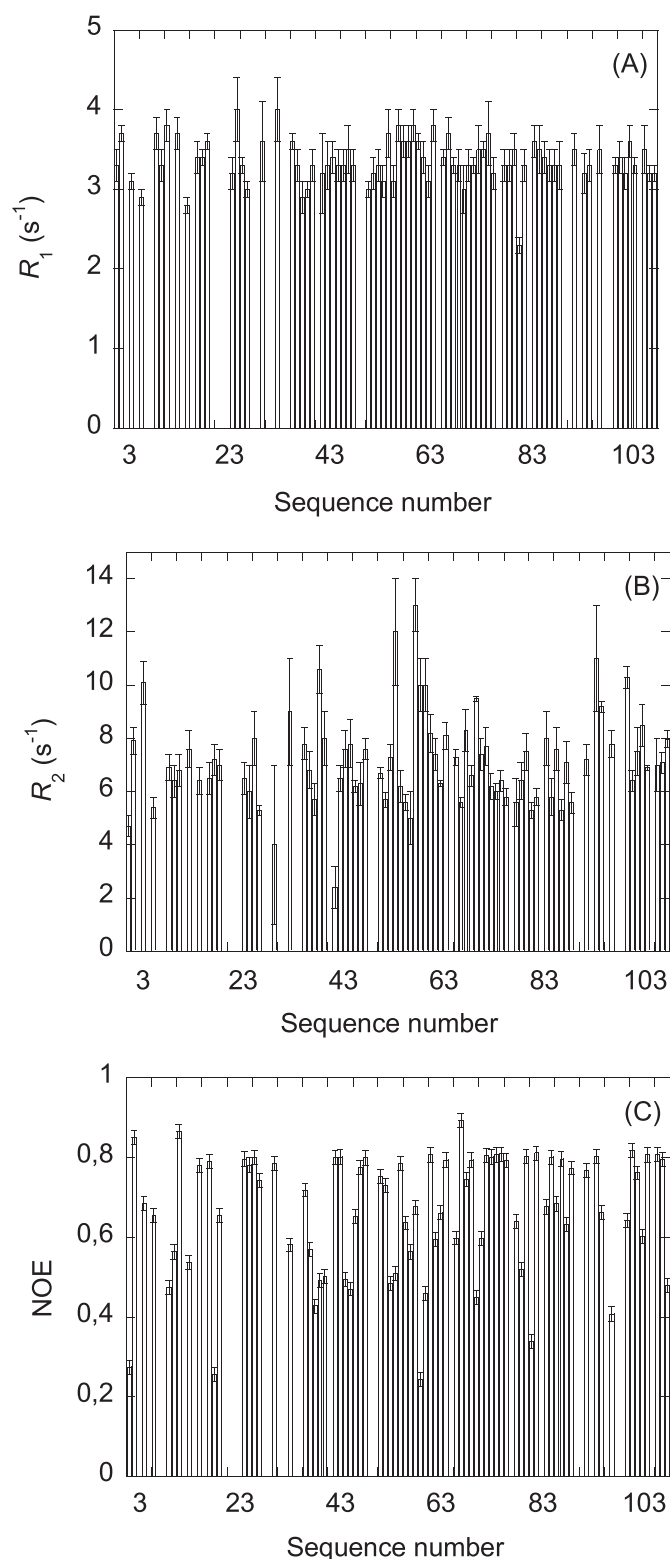 5
(A)
4
3
R1 (s-1)
2
1
0
3 23 43 63 83 103
Sequence number
14
(B)
12
10
8
R2 (s-1)
6
4
2
0
3 23 43 63 83 103
Sequence number
1
(C)
0,8
0,6
NOE
0,4
0,2
0
3 23 43 63 83 103
Sequence number